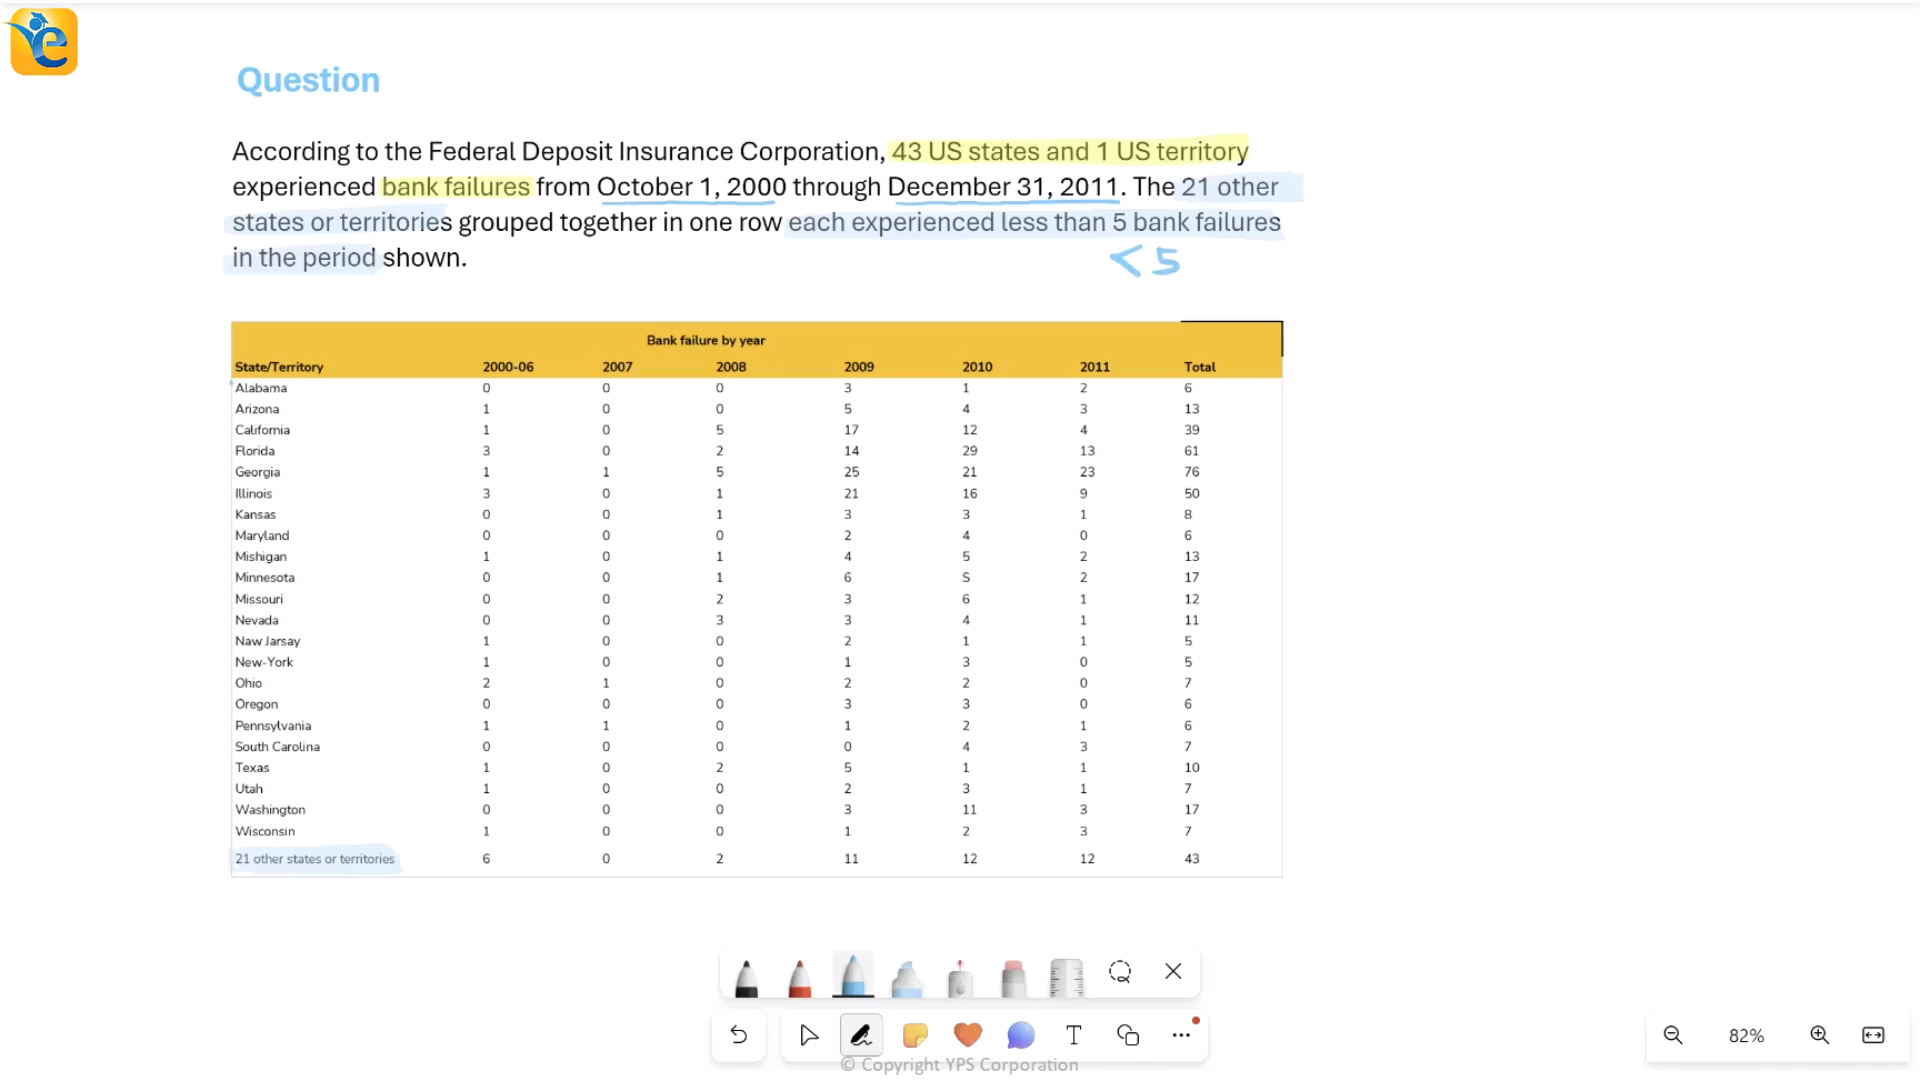 Question
According to the Federal Deposit Insurance Corporation, 43 US states and 1 US territory
experienced bank failures from October 1, 2000 through December 31, 2011. The 21 other
states or territories grouped together in one row each experienced less than 5 bank failures
in the period shown.
< 5
Bank failure by year
State/Territory 2000-06 2007 2008 2009 2010 2011 Total
Alabama 0 0 0 3 1 2 6
Arizona 1 0 0 5 4 3 13
California 1 0 5 17 12 4 39
Florida 3 0 2 14 29 13 61
Georgia 1 1 5 25 21 23 76
Illinois 3 0 1 21 16 9 50
Kansas 0 0 1 3 3 1 8
Maryland 0 0 0 2 4 0 6
Mishigan 1 0 1 4 5 2 13
Minnesota 0 0 1 6 S 2 17
Missouri 0 0 2 3 6 1 12
Nevada 0 0 3 3 4 1 11
Naw Jarsay 1 0 0 2 1 1 5
New-York 1 0 0 1 3 0 5
Ohio 2 1 0 2 2 0 7
Oregon 0 0 0 3 3 0 6
Pennsylvania 1 1 0 1 2 1 6
South Carolina 0 0 0 0 4 3 7
Texas 1 0 2 5 1 1 10
Utah 1 0 0 2 3 1 7
Washington 0 0 0 3 11 3 17
Wisconsin 1 0 0 1 2 3 7
21 other states or territories 6 0 2 11 12 12 43
82%
© Copyright YPS Corporation